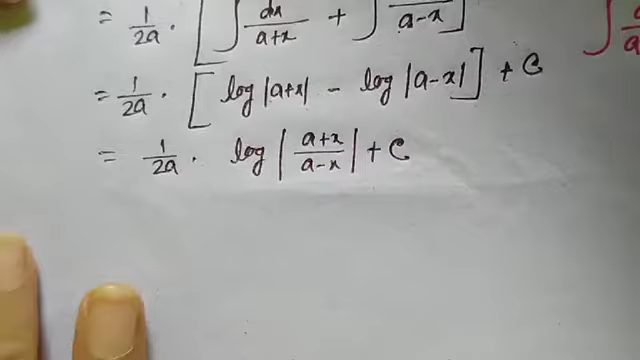 = 1/2a · [ ∫ dx/a+x + ∫ /a-x ]
= 1/2a · [ log |a+x| - log |a-x| ] + C
= 1/2a · log | a+x/a-x | + C
∫